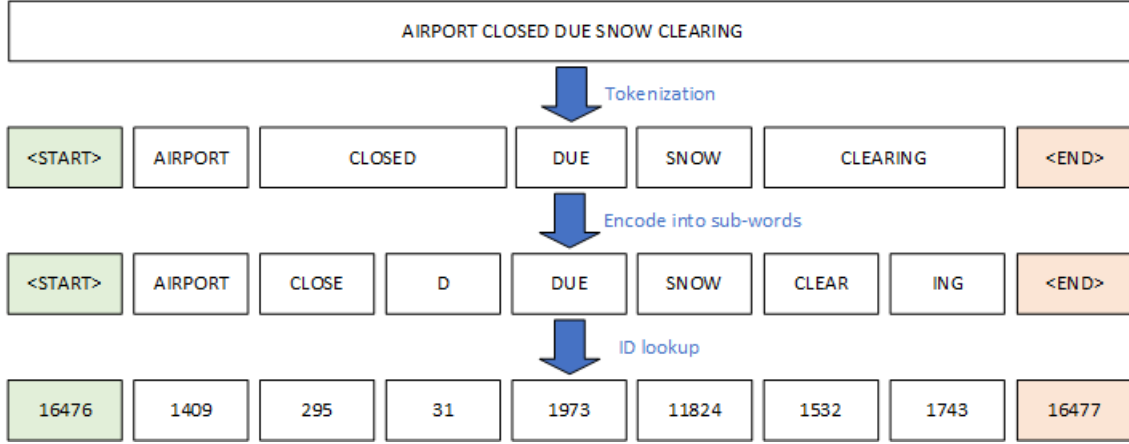 AIRPORT CLOSED DUE SNOW CLEARING
Tokenization
<START> AIRPORT CLOSED DUE SNOW CLEARING <END>
Encode into sub-words
<START> AIRPORT CLOSE D DUE SNOW CLEAR ING <END>
ID lookup
16476 1409 295 31 1973 11824 1532 1743 16477